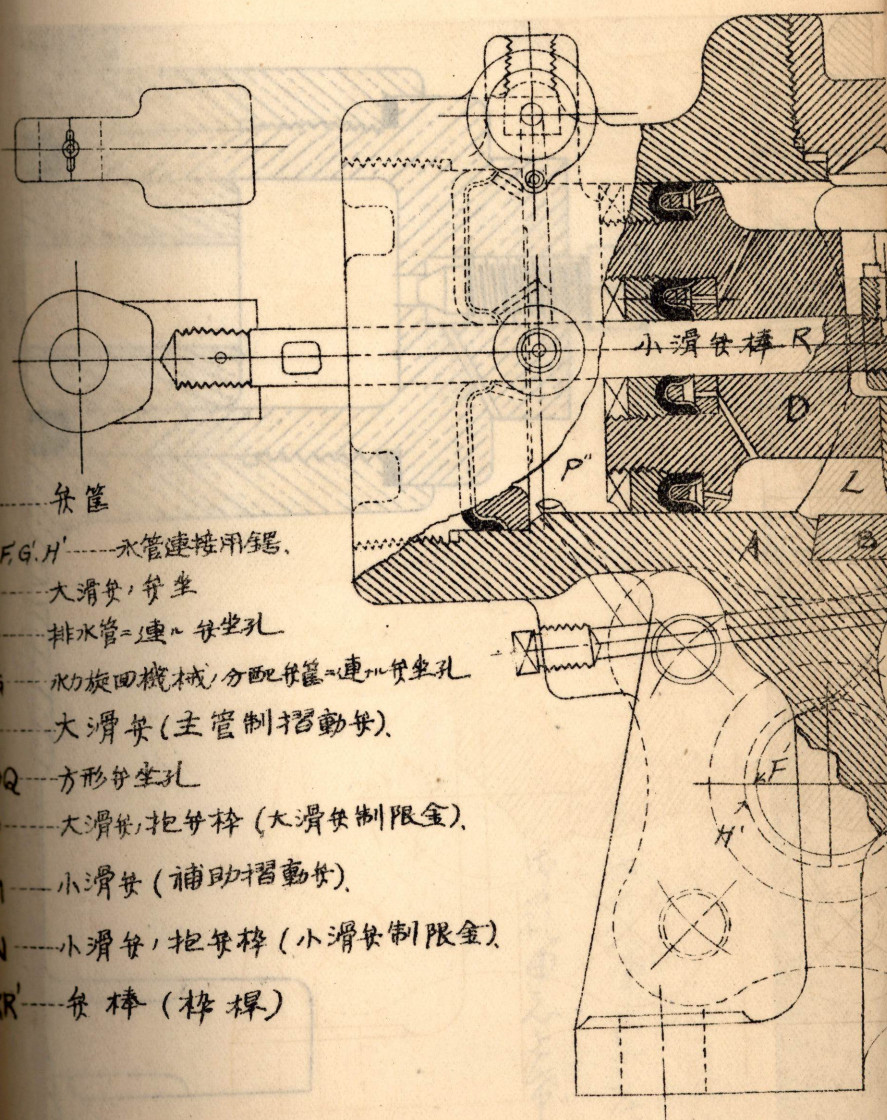 小滑弁棒 R
D
P"
L
A
B
弁筐
F, G'. H' 水管連接用鍔、
大滑弁ノ弁坐
排水管ニ連ル弁坐孔
水力旋回機械ノ分配弁筐ニ連ナル弁坐孔
大滑弁(主管制摺動弁)、
Q 方形弁坐孔
大滑弁ノ抱弁枠(大滑弁制限金)、
小滑弁(補助摺動弁)、
小滑弁ノ抱弁枠(小滑弁制限金)、
R' 弁棒(枠桿)
F'
H'